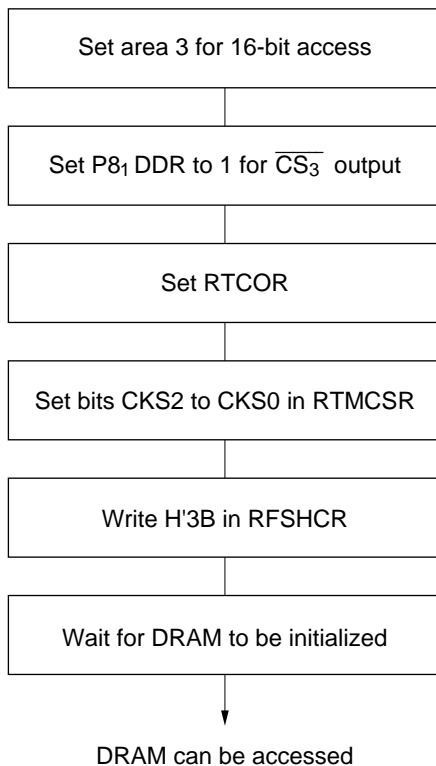 Set area 3 for 16-bit access
Set P8₁ DDR to 1 for C̅S̅₃̅ output
Set RTCOR
Set bits CKS2 to CKS0 in RTMCSR
Write H'3B in RFSHCR
Wait for DRAM to be initialized
DRAM can be accessed